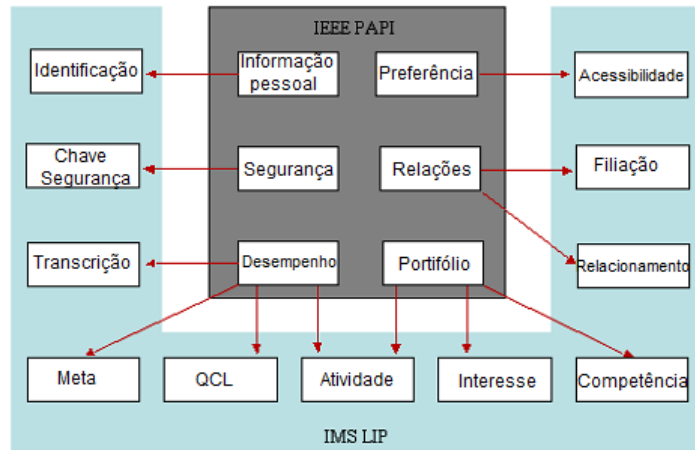 IEEE PAPI
Identificação
Informação
pessoal
Preferência
Acessibilidade
Chave
Segurança
Segurança
Relações
Filiação
Transcrição
Desempenho
Portifólio
Relacionamento
Meta
QCL
Atividade
Interesse
Competência
IMS LIP